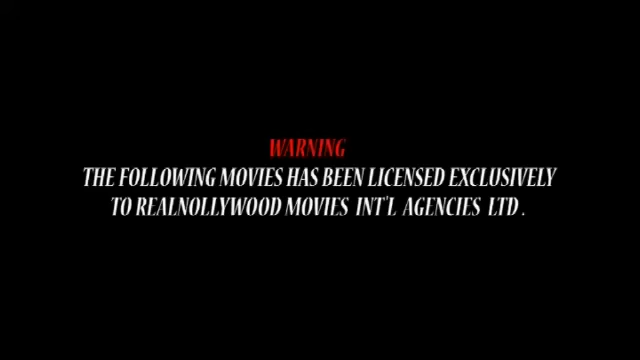 WARNING
THE FOLLOWING MOVIES HAS BEEN LICENSED EXCLUSIVELY
TO REALNOLLYWOOD MOVIES INT'L AGENCIES LTD.